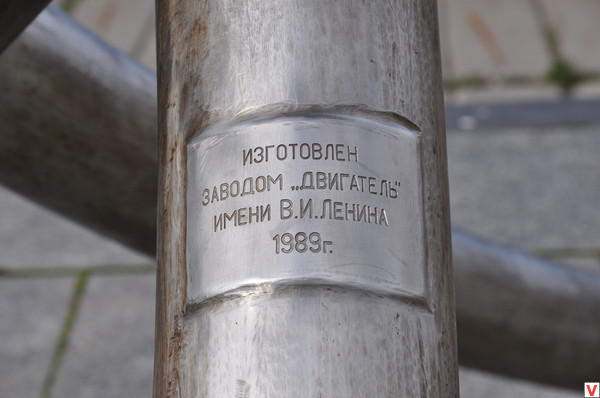 ИЗГОТОВЛЕН
ЗАВОДОМ „ДВИГАТЕЛЬ"
ИМЕНИ В.И.ЛЕНИНА
1989г.
V